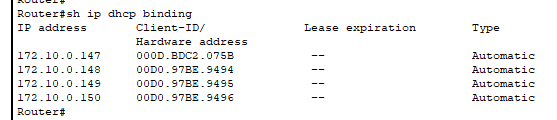 Router#sh ip dhcp binding
IP address Client-ID/ Lease expiration Type
Hardware address
172.10.0.147 000D.BDC2.075B -- Automatic
172.10.0.148 00D0.97BE.9494 -- Automatic
172.10.0.149 00D0.97BE.9495 -- Automatic
172.10.0.150 00D0.97BE.9496 -- Automatic
Router#